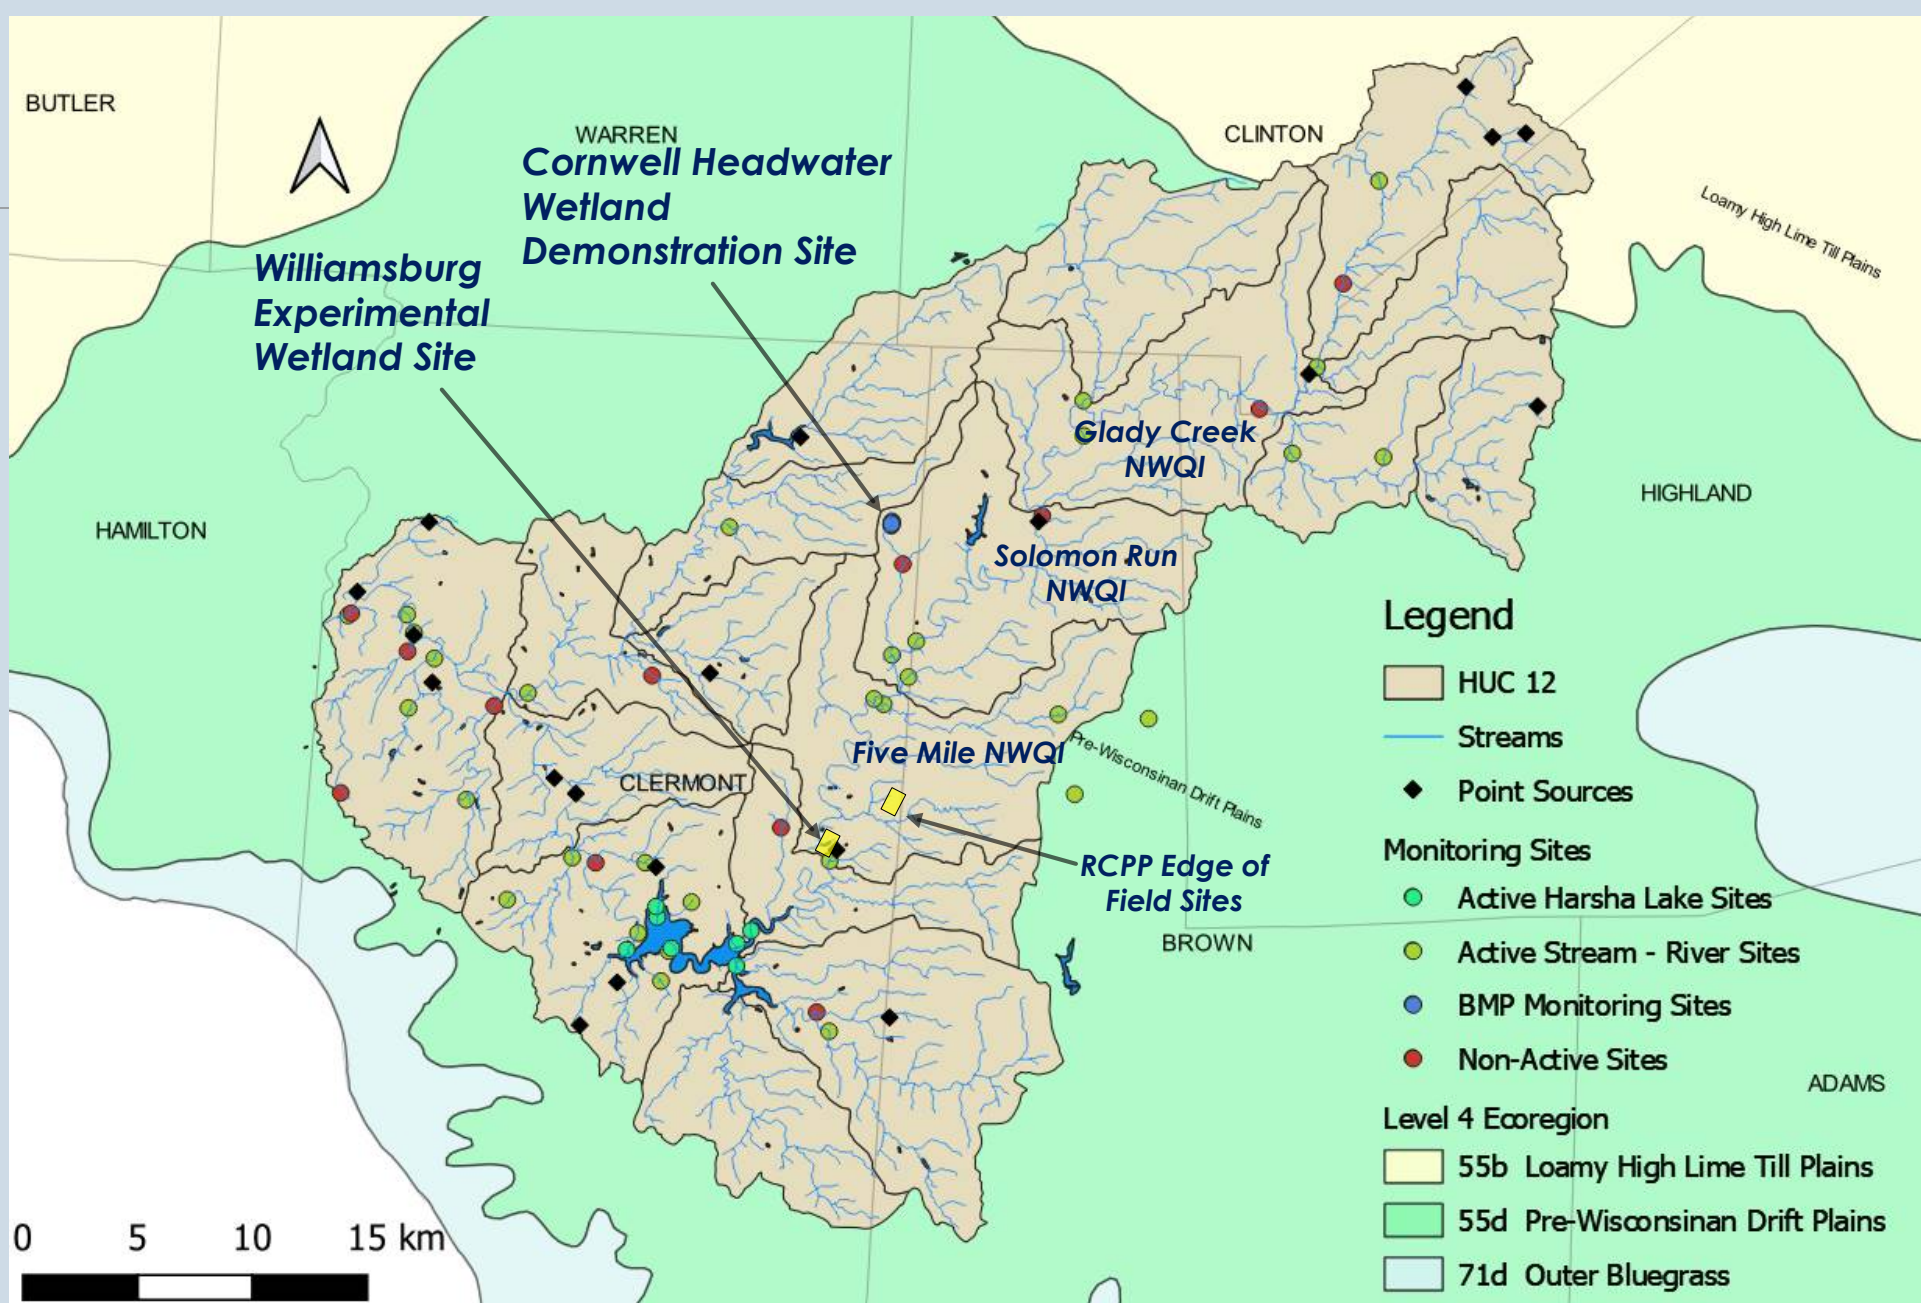 BUTLER
WARREN
CLINTON
Cornwell Headwater
Wetland
Demonstration Site
Loamy High Lime Till Plains
Williamsburg
Experimental
Wetland Site
Glady Creek
NWQI
HIGHLAND
HAMILTON
Solomon Run
NWQI
Five Mile NWQI
Pre-Wisconsinan Drift Plains
CLERMONT
RCPP Edge of
Field Sites
BROWN
ADAMS
Legend
HUC 12
Streams
Point Sources
Monitoring Sites
Active Harsha Lake Sites
Active Stream - River Sites
BMP Monitoring Sites
Non-Active Sites
Level 4 Ecoregion
55b Loamy High Lime Till Plains
55d Pre-Wisconsinan Drift Plains
71d Outer Bluegrass
0 5 10 15 km